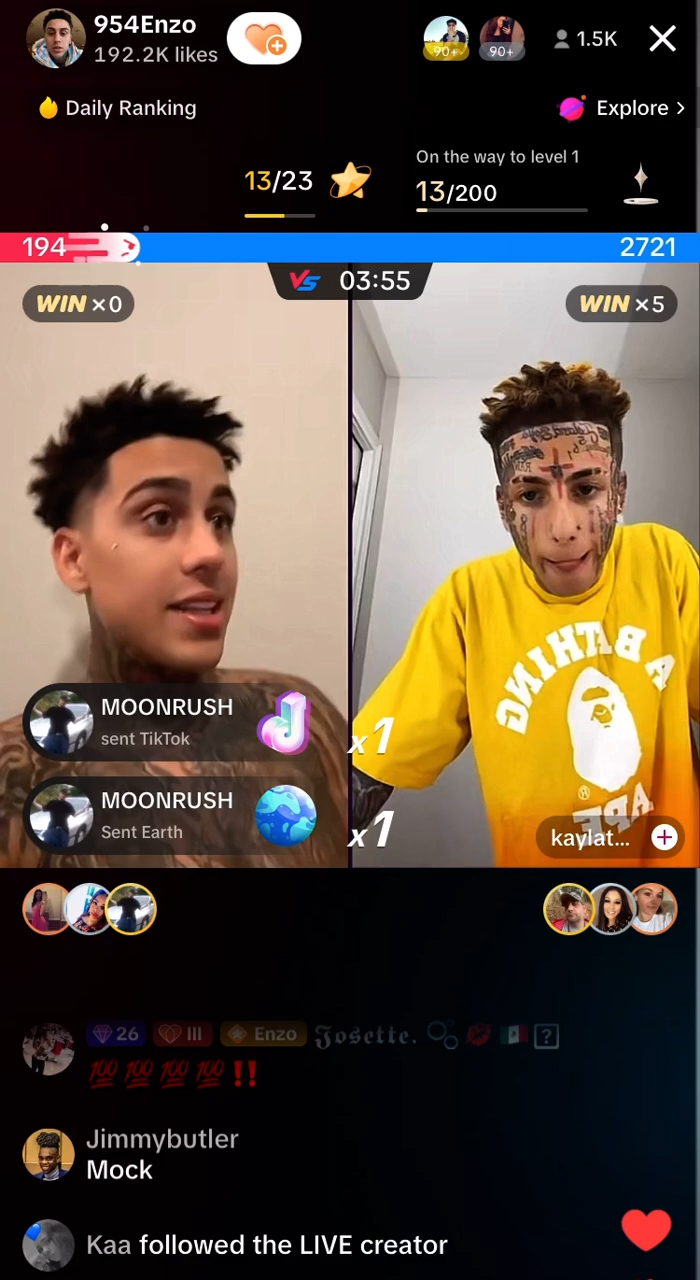 954Enzo
192.2K likes
90+
90+
1.5K
Daily Ranking
Explore >
13/23
On the way to level 1
13/200
194
2721
VS 03:55
WIN ×0
WIN ×5
A BATHING
APE
MOONRUSH
sent TikTok
x1
MOONRUSH
Sent Earth
x1
kaylat...
26 III Enzo 𝕵𝖔𝖘𝖊𝖙𝖙𝖊. 🫧💋🇲🇽?
💯💯💯💯‼️
Jimmybutler
Mock
Kaa followed the LIVE creator